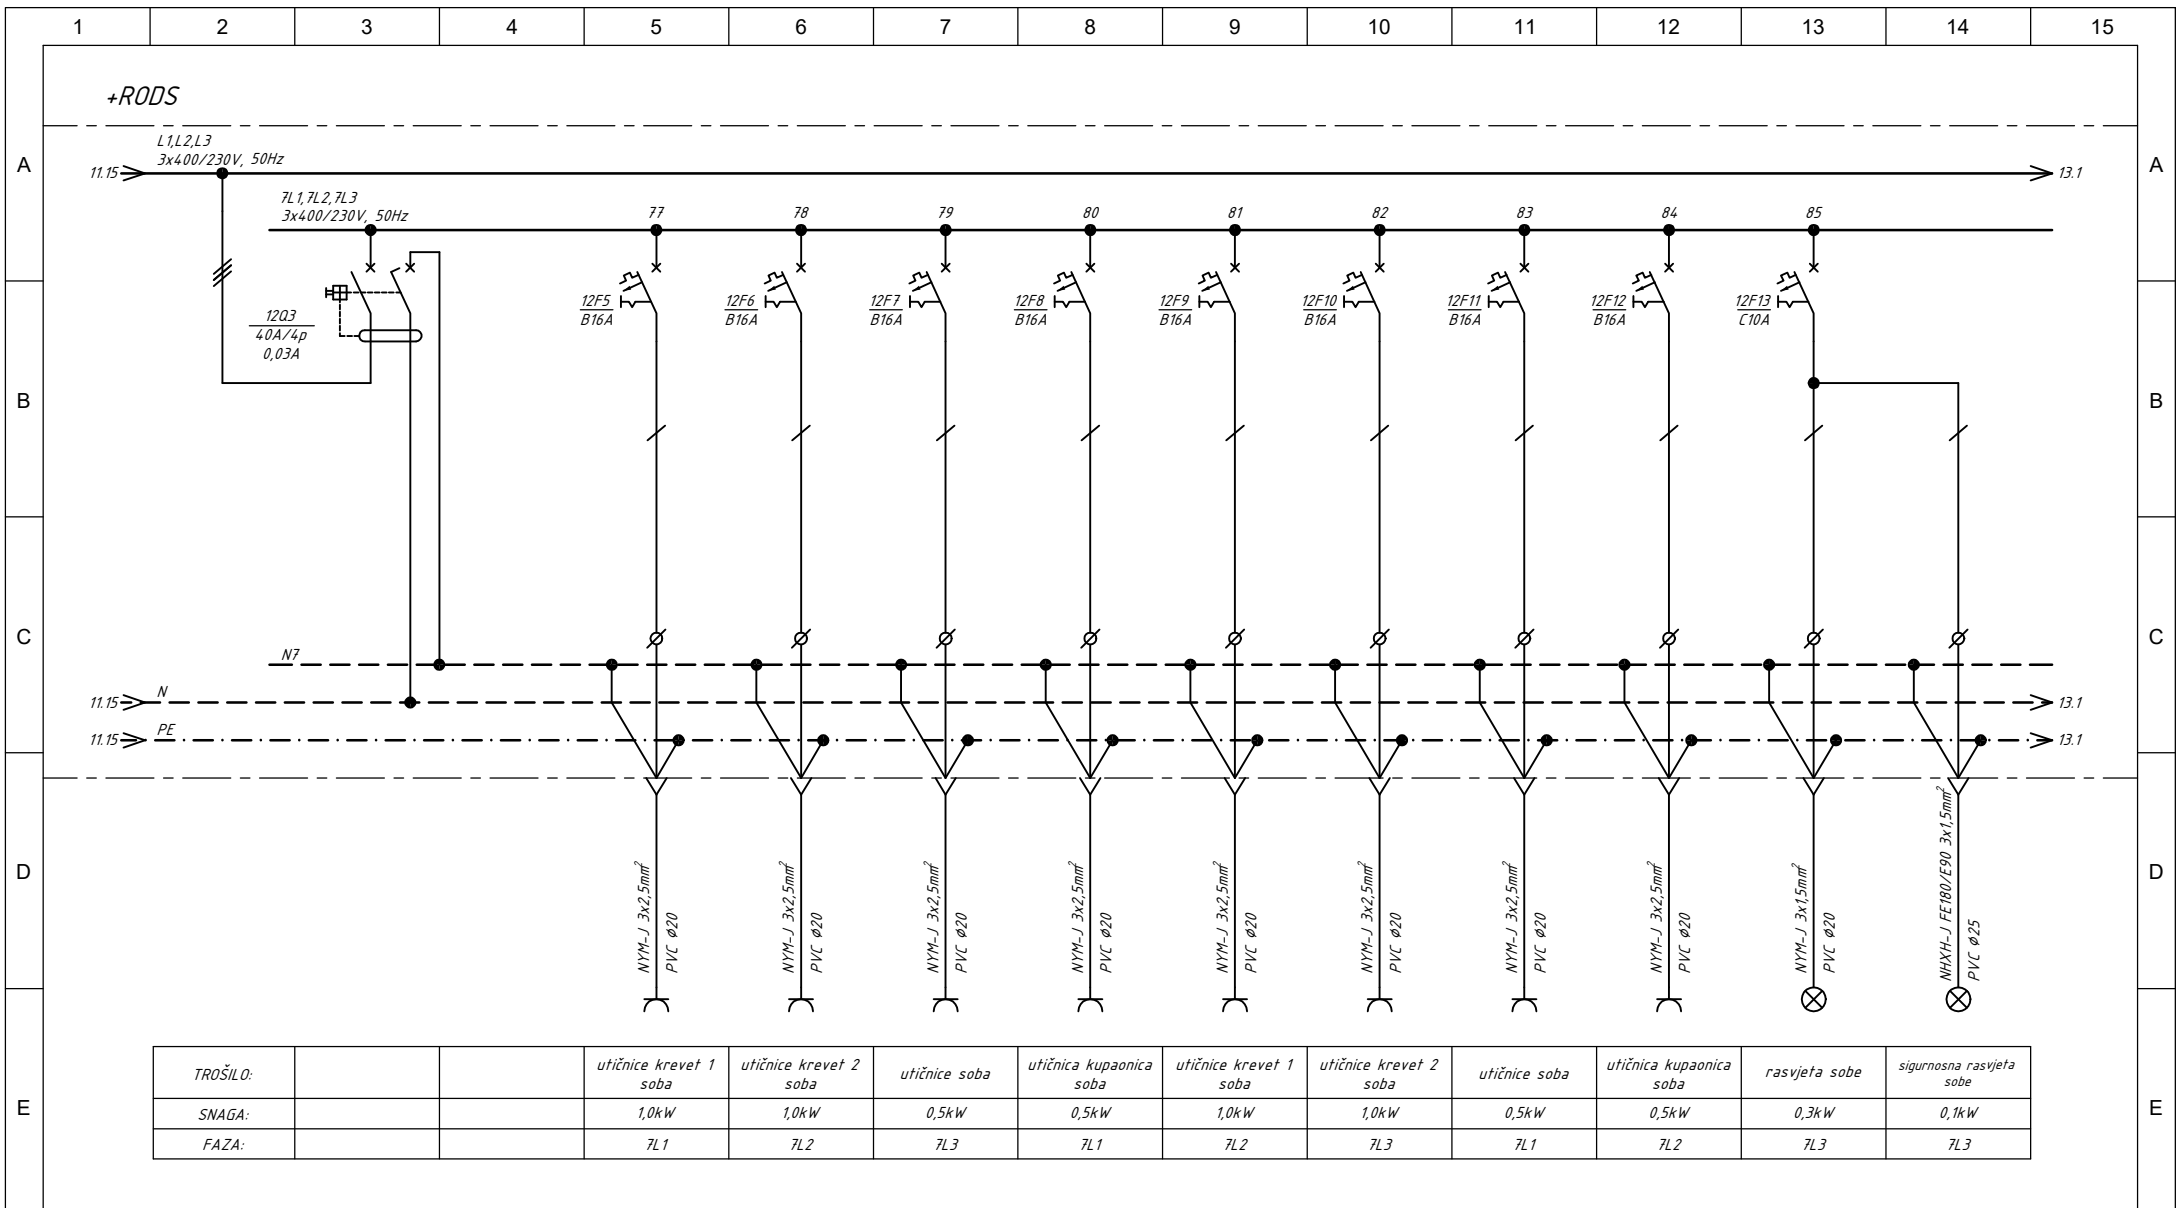 1 2 3 4 5 6 7 8 9 10 11 12 13 14 15
+RODS
L1,L2,L3
3x400/230V, 50Hz
A 11.15 13.1 A
7L1,7L2,7L3
3x400/230V, 50Hz
77 78 79 80 81 82 83 84 85
12F5 12F6 12F7 12F8 12F9 12F10 12F11 12F12 12F13
B16A B16A B16A B16A B16A B16A B16A B16A C10A
12Q3
40A/4p
0,03A
B B
C C
N7
11.15 N 13.1
11.15 PE 13.1
D D
NYM-J 3x2,5mm²
PVC Ø20
NYM-J 3x2,5mm²
PVC Ø20
NYM-J 3x2,5mm²
PVC Ø20
NYM-J 3x2,5mm²
PVC Ø20
NYM-J 3x2,5mm²
PVC Ø20
NYM-J 3x2,5mm²
PVC Ø20
NYM-J 3x2,5mm²
PVC Ø20
NYM-J 3x2,5mm²
PVC Ø20
NYM-J 3x1,5mm²
PVC Ø20
NHXH-J FE180/E90 3x1,5mm²
PVC Ø25
E E
TROŠILO:
utičnice krevet 1
soba
utičnice krevet 2
soba
utičnice soba
utičnica kupaonica
soba
utičnice krevet 1
soba
utičnice krevet 2
soba
utičnice soba
utičnica kupaonica
soba
rasvjeta sobe
sigurnosna rasvjeta
sobe
SNAGA: 1,0kW 1,0kW 0,5kW 0,5kW 1,0kW 1,0kW 0,5kW 0,5kW 0,3kW 0,1kW
FAZA: 7L1 7L2 7L3 7L1 7L2 7L3 7L1 7L2 7L3 7L3